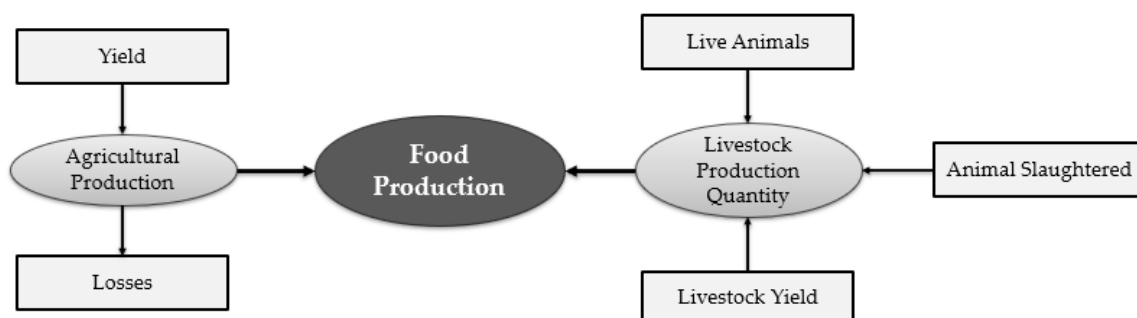 Yield
Live Animals
Agricultural
Production
Food
Production
Livestock
Production
Quantity
Animal Slaughtered
Losses
Livestock Yield